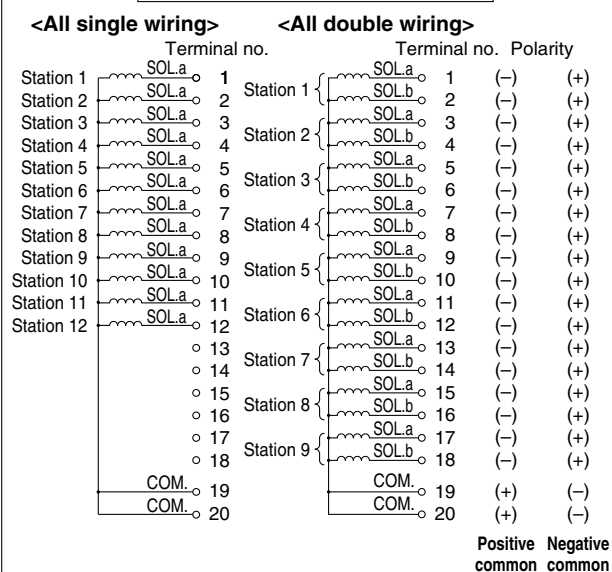 <All single wiring> <All double wiring>
Terminal no. Terminal no. Polarity
Station 1 SOL.a 1 Station 1 SOL.a 1 (–) (+)
Station 2 SOL.a 2 SOL.b 2 (–) (+)
Station 3 SOL.a 3 Station 2 SOL.a 3 (–) (+)
Station 4 SOL.a 4 SOL.b 4 (–) (+)
Station 5 SOL.a 5 Station 3 SOL.a 5 (–) (+)
Station 6 SOL.a 6 SOL.b 6 (–) (+)
Station 7 SOL.a 7 Station 4 SOL.a 7 (–) (+)
Station 8 SOL.a 8 SOL.b 8 (–) (+)
Station 9 SOL.a 9 Station 5 SOL.a 9 (–) (+)
Station 10 SOL.a 10 SOL.b 10 (–) (+)
Station 11 SOL.a 11 Station 6 SOL.a 11 (–) (+)
Station 12 SOL.a 12 SOL.b 12 (–) (+)
13 Station 7 SOL.a 13 (–) (+)
14 SOL.b 14 (–) (+)
15 Station 8 SOL.a 15 (–) (+)
16 SOL.b 16 (–) (+)
17 Station 9 SOL.a 17 (–) (+)
18 SOL.b 18 (–) (+)
COM. 19 COM. 19 (+) (–)
COM. 20 COM. 20 (+) (–)
Positive Negative
common common